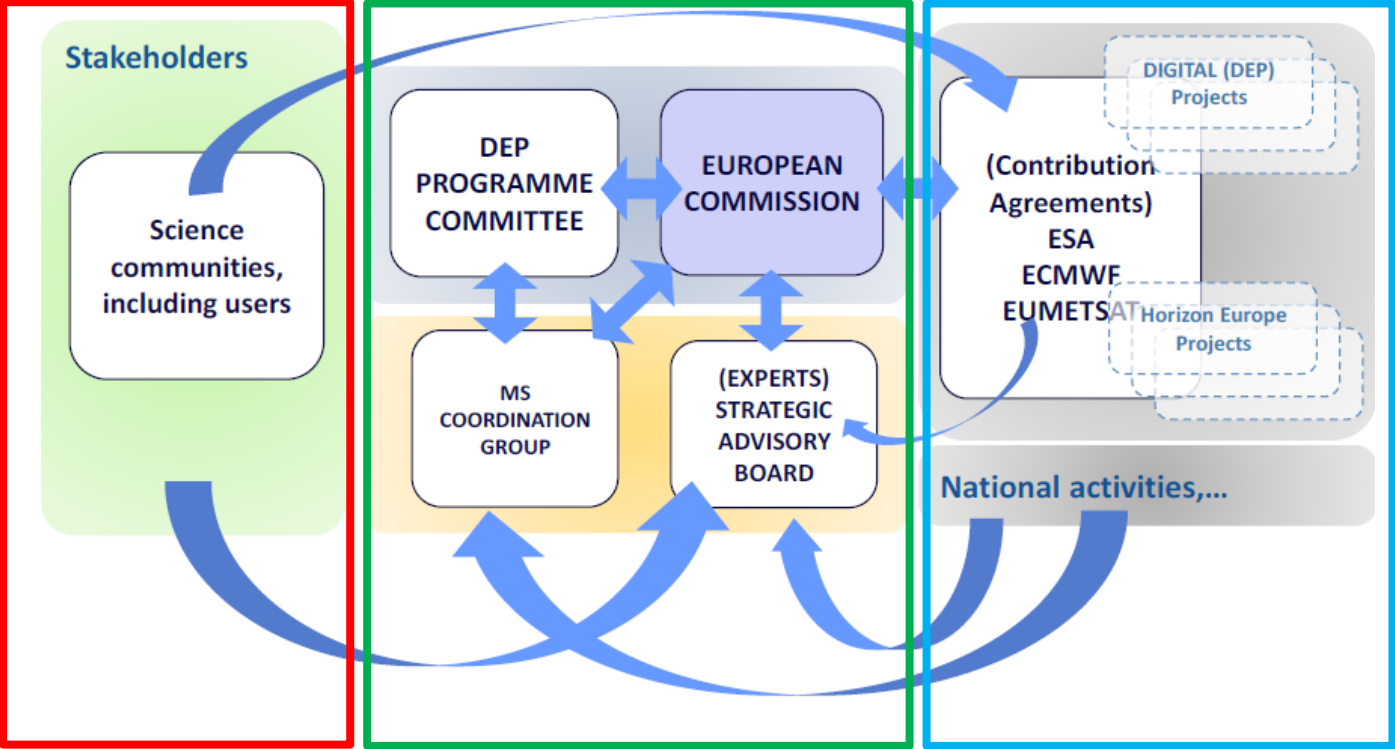 Stakeholders
Science
communities,
including users
DEP
PROGRAMME
COMMITTEE
EUROPEAN
COMMISSION
MS
COORDINATION
GROUP
(EXPERTS)
STRATEGIC
ADVISORY
BOARD
DIGITAL (DEP)
Projects
(Contribution
Agreements)
ESA
ECMWF
EUMETSAT
Horizon Europe
Projects
National activities,...